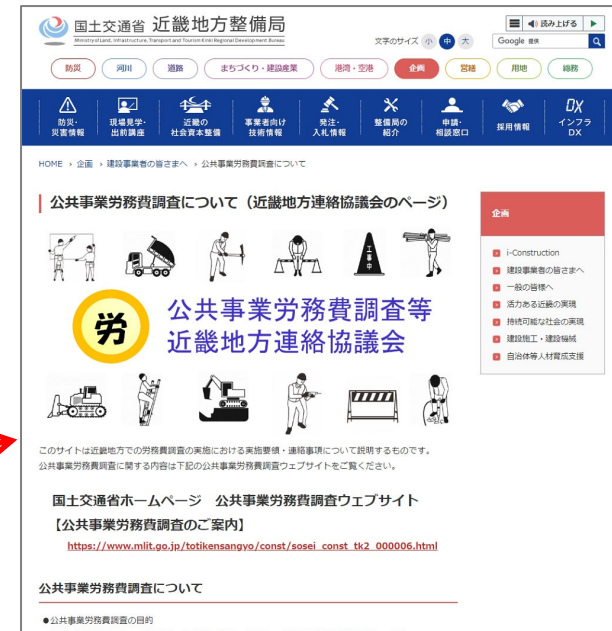 国土交通省 近畿地方整備局
Ministry of Land, Infrastructure, Transport and Tourism Kinki Regional Development Bureau
読み上げる
文字のサイズ 小 中 大
Google 提供
防災 河川 道路 まちづくり・建設産業 港湾・空港 企画 営繕 用地 総務
防災・災害情報
現場見学・出前講座
近畿の社会資本整備
事業者向け技術情報
発注・入札情報
整備局の紹介
申請・相談窓口
採用情報
インフラDX
HOME › 企画 › 建設事業者の皆さまへ › 公共事業労務費調査について
公共事業労務費調査について（近畿地方連絡協議会のページ）
工事中
労
公共事業労務費調査等
近畿地方連絡協議会
このサイトは近畿地方での労務費調査の実施における実施要領・連絡事項について説明するものです。
公共事業労務費調査に関する内容は下記の公共事業労務費調査ウェブサイトをご覧ください。
国土交通省ホームページ　公共事業労務費調査ウェブサイト
【公共事業労務費調査のご案内】
https://www.mlit.go.jp/totikensangyo/const/sosei_const_tk2_000006.html
公共事業労務費調査について
●公共事業労務費調査の目的
企画
i-Construction
建設事業者の皆さまへ
一般の皆様へ
活力ある近畿の実現
持続可能な社会の実現
建設施工・建設機械
自治体等人材育成支援